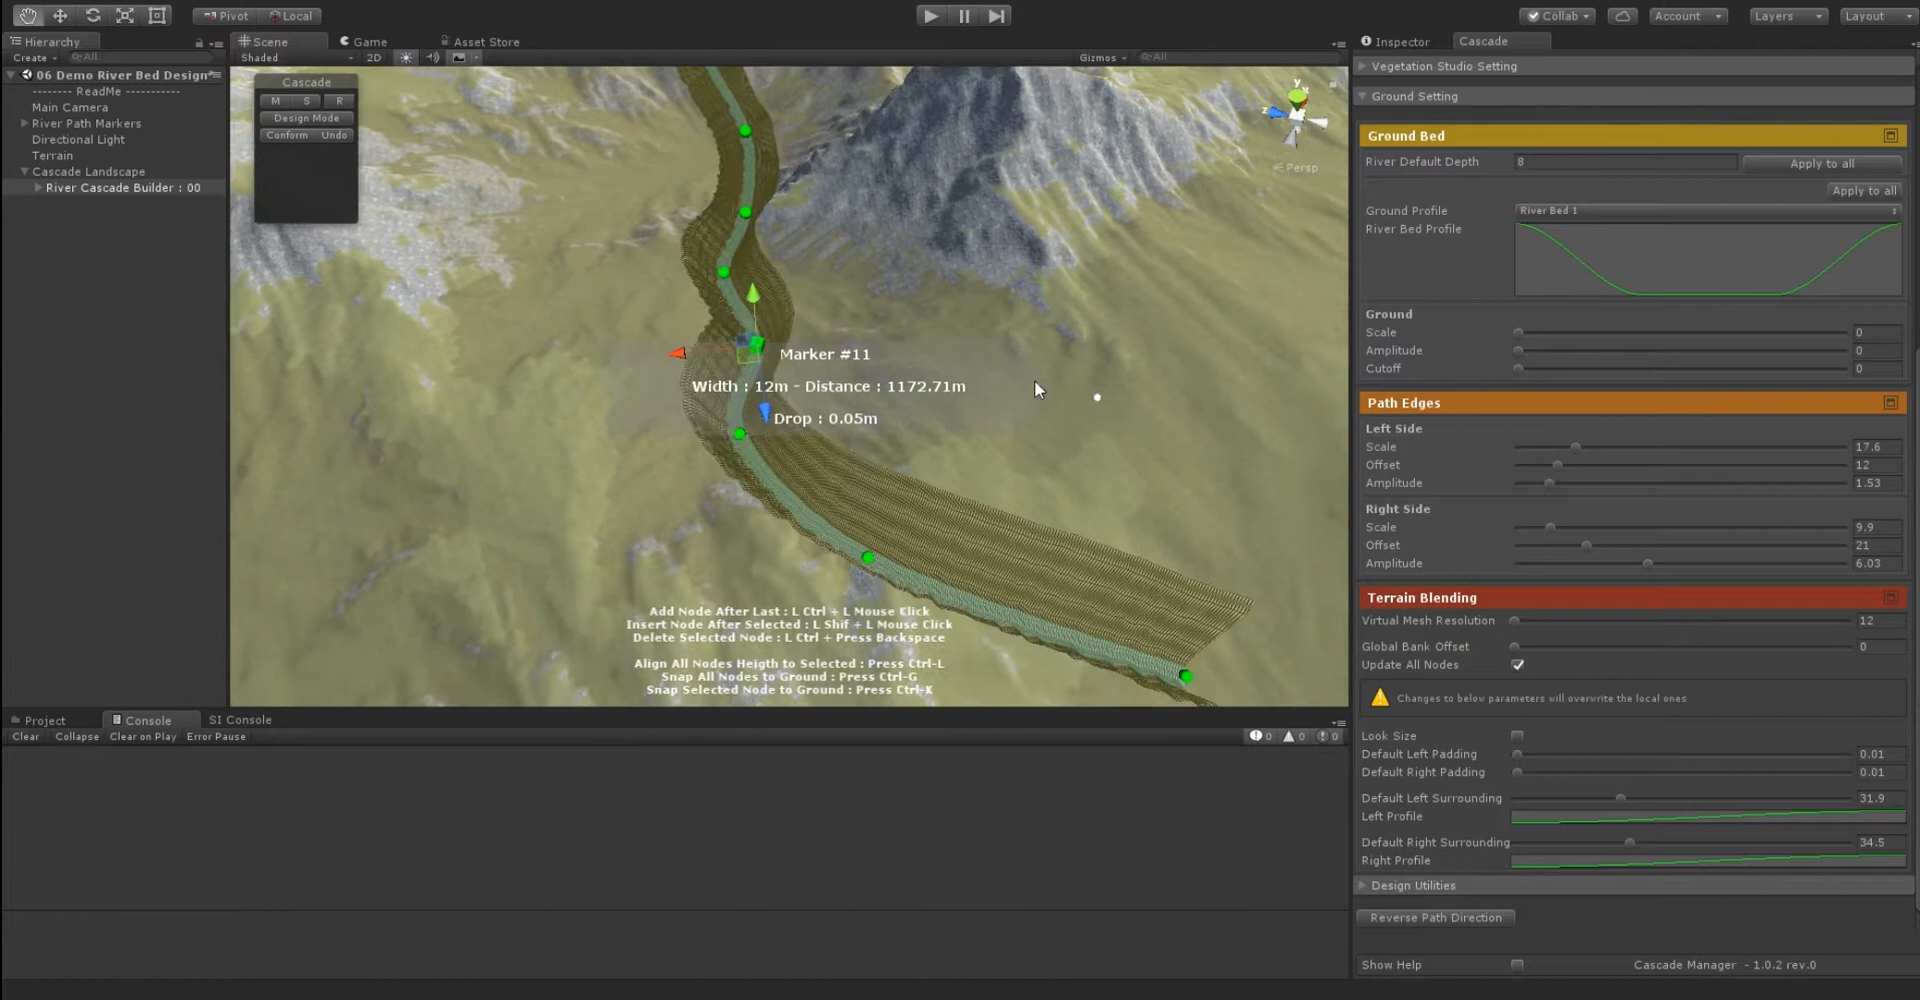 Pivot Local Collab Account Layers Layout
Hierarchy Scene Game Asset Store Inspector Cascade
Create All Shaded 2D Gizmos All
06 Demo River Bed Design*
-------- ReadMe -----------
Main Camera
River Path Markers
Directional Light
Terrain
Cascade Landscape
River Cascade Builder : 00
Cascade
M S R
Design Mode
Conform Undo
y
x
z
Persp
Marker #11
Width : 12m - Distance : 1172.71m
Drop : 0.05m
Add Node After Last : L Ctrl + L Mouse Click
Insert Node After Selected : L Shif + L Mouse Click
Delete Selected Node : L Ctrl + Press Backspace
Align All Nodes Heigth to Selected : Press Ctrl-L
Snap All Nodes to Ground : Press Ctrl-G
Snap Selected Node to Ground : Press Ctrl-K
Project Console SI Console
Clear Collapse Clear on Play Error Pause 0 0 0
Vegetation Studio Setting
Ground Setting
Ground Bed
River Default Depth 8 Apply to all
Apply to all
Ground Profile River Bed 1
River Bed Profile
Ground
Scale 0
Amplitude 0
Cutoff 0
Path Edges
Left Side
Scale 17.6
Offset 12
Amplitude 1.53
Right Side
Scale 9.9
Offset 21
Amplitude 6.03
Terrain Blending
Virtual Mesh Resolution 12
Global Bank Offset 0
Update All Nodes
Changes to below parameters will overwrite the local ones
Look Size
Default Left Padding 0.01
Default Right Padding 0.01
Default Left Surrounding 31.9
Left Profile
Default Right Surrounding 34.5
Right Profile
Design Utilities
Reverse Path Direction
Show Help Cascade Manager - 1.0.2 rev.0